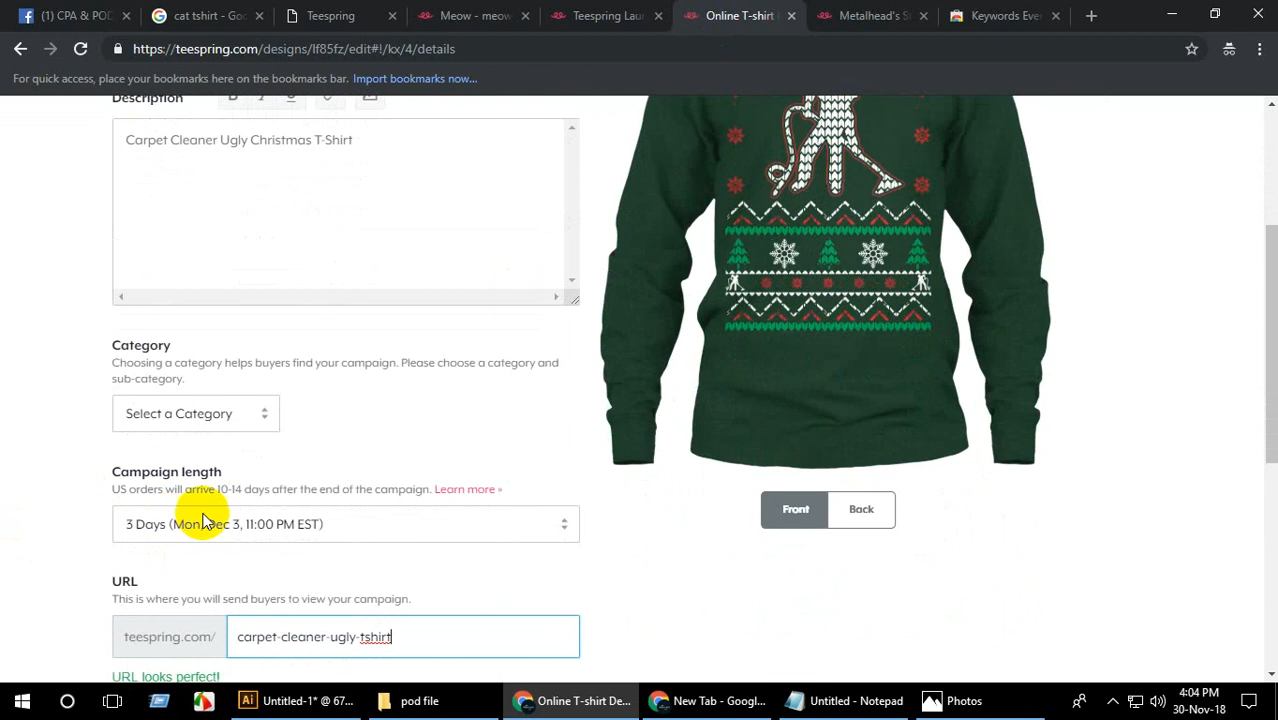 (1) CPA & POD
cat tshirt - Goo
Teespring
Meow - meow
Teespring Lau
Online T-shirt
Metalhead's S
Keywords Eve
https://teespring.com/designs/lf85fz/edit#!/kx/4/details
For quick access, place your bookmarks here on the bookmarks bar. Import bookmarks now...
Description
B I U
Carpet Cleaner Ugly Christmas T-Shirt
Category
Choosing a category helps buyers find your campaign. Please choose a category and
sub-category.
Select a Category
Campaign length
US orders will arrive 10-14 days after the end of the campaign. Learn more »
3 Days (Mon, Dec 3, 11:00 PM EST)
Front
Back
URL
This is where you will send buyers to view your campaign.
teespring.com/
carpet-cleaner-ugly-tshirt
URL looks perfect!
Untitled-1* @ 67...
pod file
Online T-shirt De...
New Tab - Googl...
Untitled - Notepad
Photos
4:04 PM
30-Nov-18